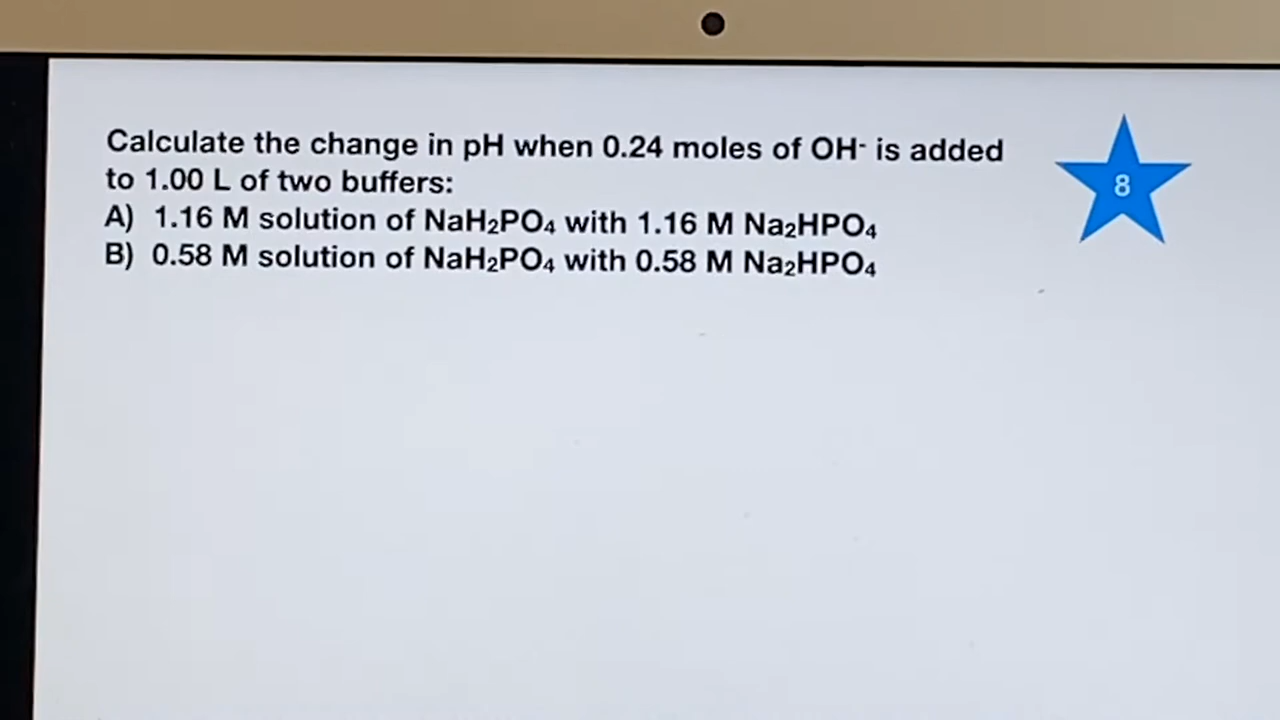 Calculate the change in pH when 0.24 moles of OH⁻ is added
to 1.00 L of two buffers:
A) 1.16 M solution of NaH₂PO₄ with 1.16 M Na₂HPO₄
B) 0.58 M solution of NaH₂PO₄ with 0.58 M Na₂HPO₄
8